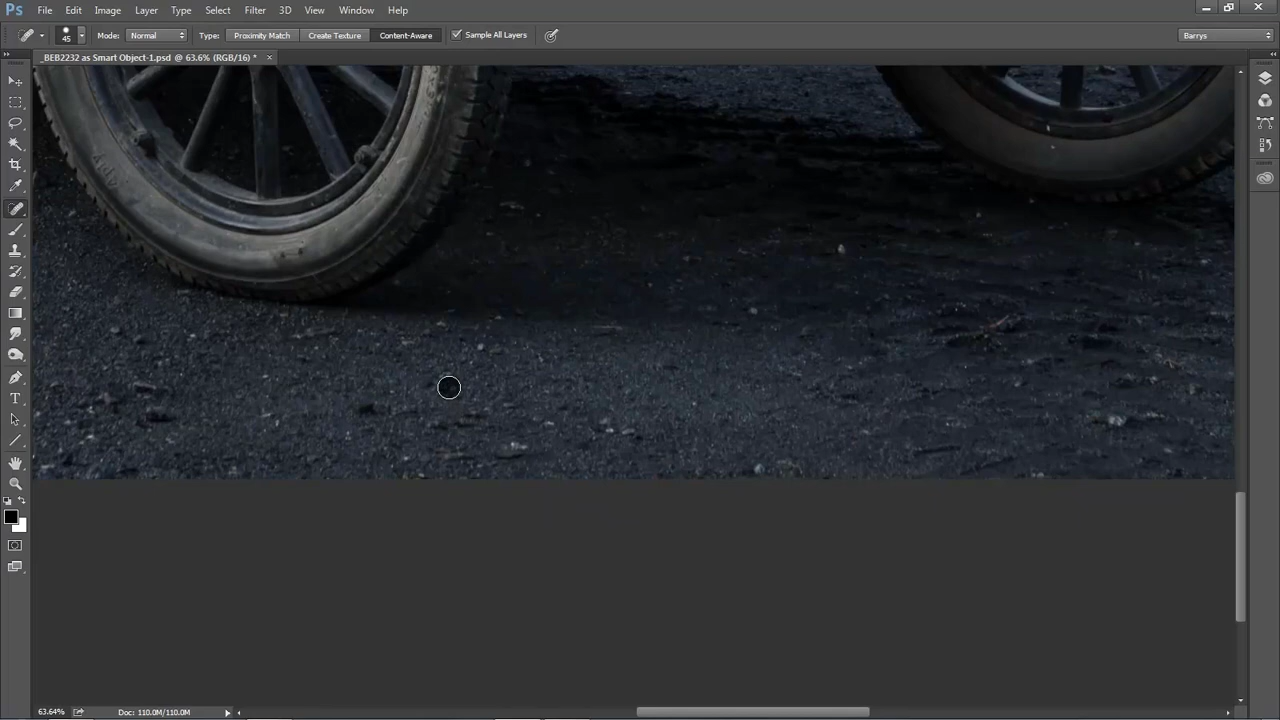 Ps File Edit Image Layer Type Select Filter 3D View Window Help
45 Mode: Normal Type: Proximity Match Create Texture Content-Aware Sample All Layers Barrys
_BEB2232 as Smart Object-1.psd @ 63.6% (RGB/16) * ×
63.64% Doc: 110.0M/110.0M